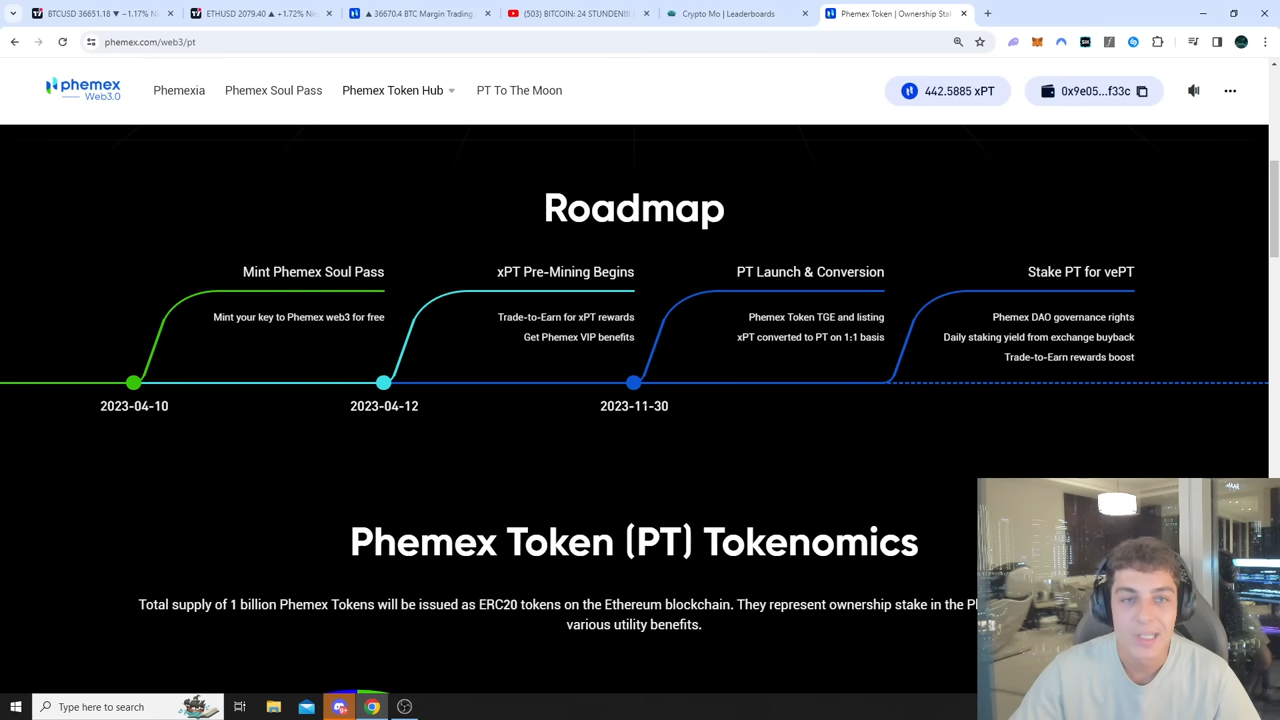 BTCUSD 36651.18 ▼ −1.17%
ETHUSD 2079.40 ▲ +1.72%
▲ 36670.4 BTC Margin Trading
(503) BITCOIN: 24 STUNDEN!!!
Crypto Mo | Leaderboards
Phemex Token | Ownership Sta
phemex.com/web3/pt
phemex
Web3.0
Phemexia
Phemex Soul Pass
Phemex Token Hub
PT To The Moon
442.5885 xPT
0x9e05...f33c
Roadmap
Mint Phemex Soul Pass
Mint your key to Phemex web3 for free
xPT Pre-Mining Begins
Trade-to-Earn for xPT rewards
Get Phemex VIP benefits
PT Launch & Conversion
Phemex Token TGE and listing
xPT converted to PT on 1:1 basis
Stake PT for vePT
Phemex DAO governance rights
Daily staking yield from exchange buyback
Trade-to-Earn rewards boost
2023-04-10
2023-04-12
2023-11-30
Phemex Token (PT) Tokenomics
Total supply of 1 billion Phemex Tokens will be issued as ERC20 tokens on the Ethereum blockchain. They represent ownership stake in the
various utility benefits.
Type here to search